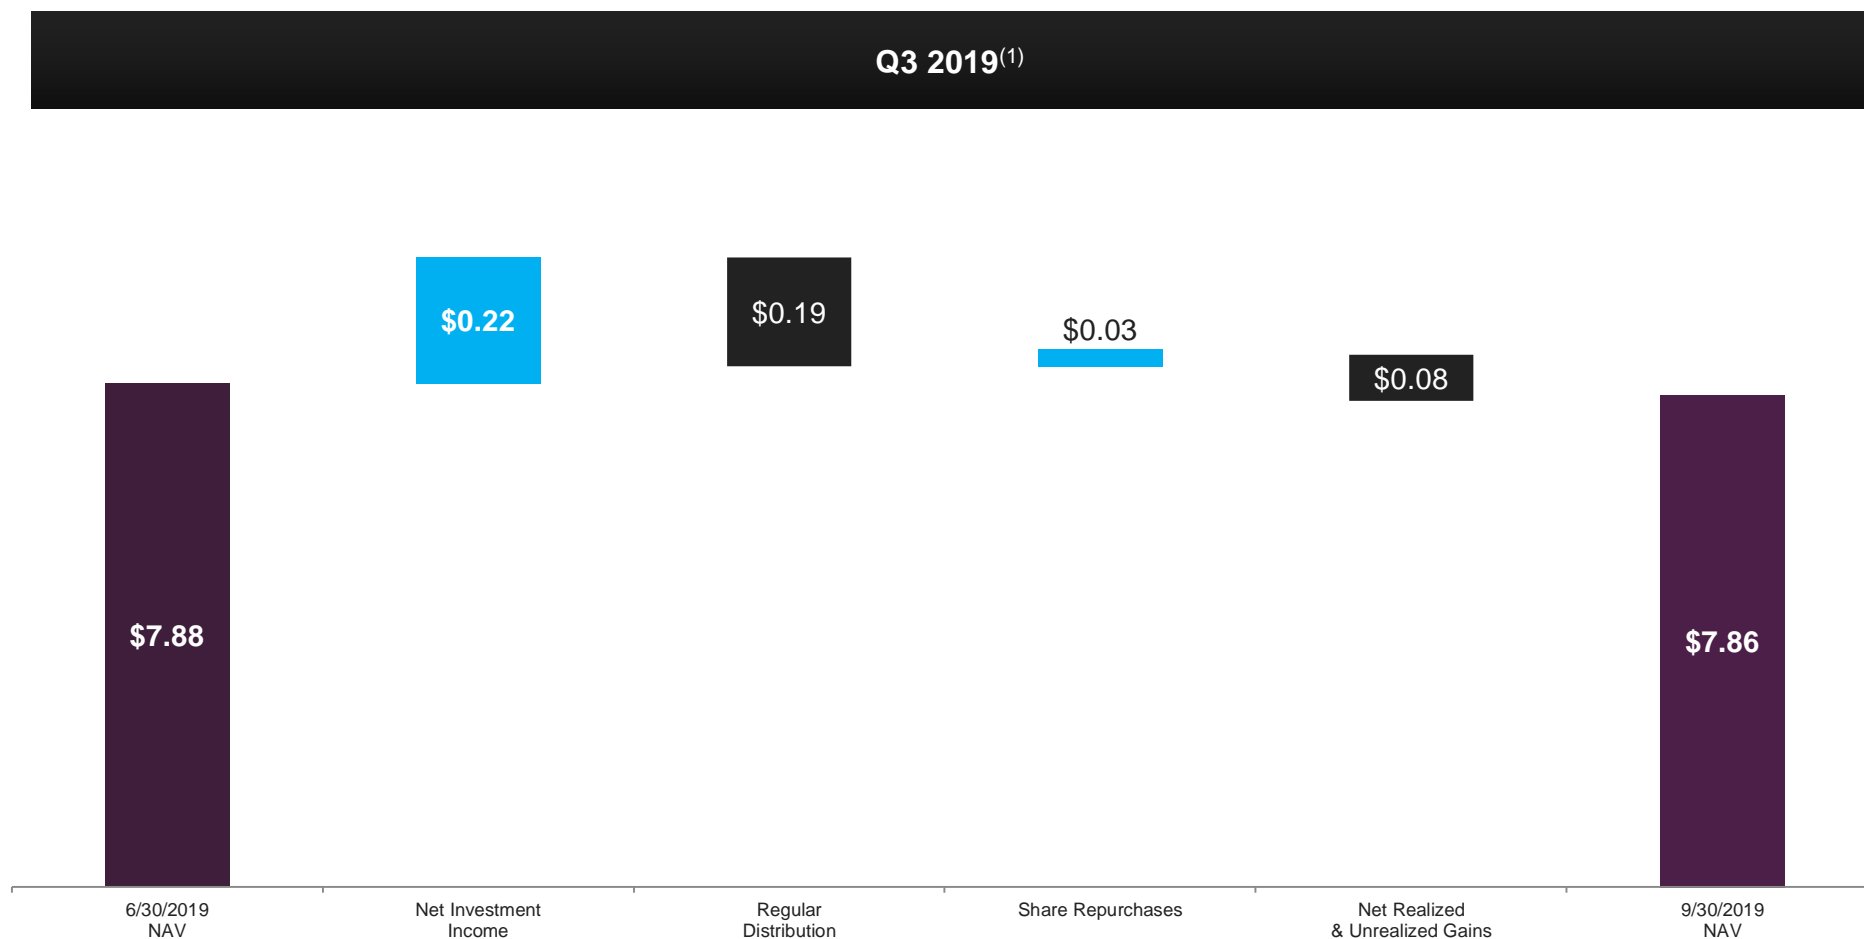 Q3 2019(1)
$0.22
$0.19
$0.03
$0.08
$7.88
$7.86
6/30/2019
NAV
Net Investment
Income
Regular
Distribution
Share Repurchases
Net Realized
& Unrealized Gains
9/30/2019
NAV